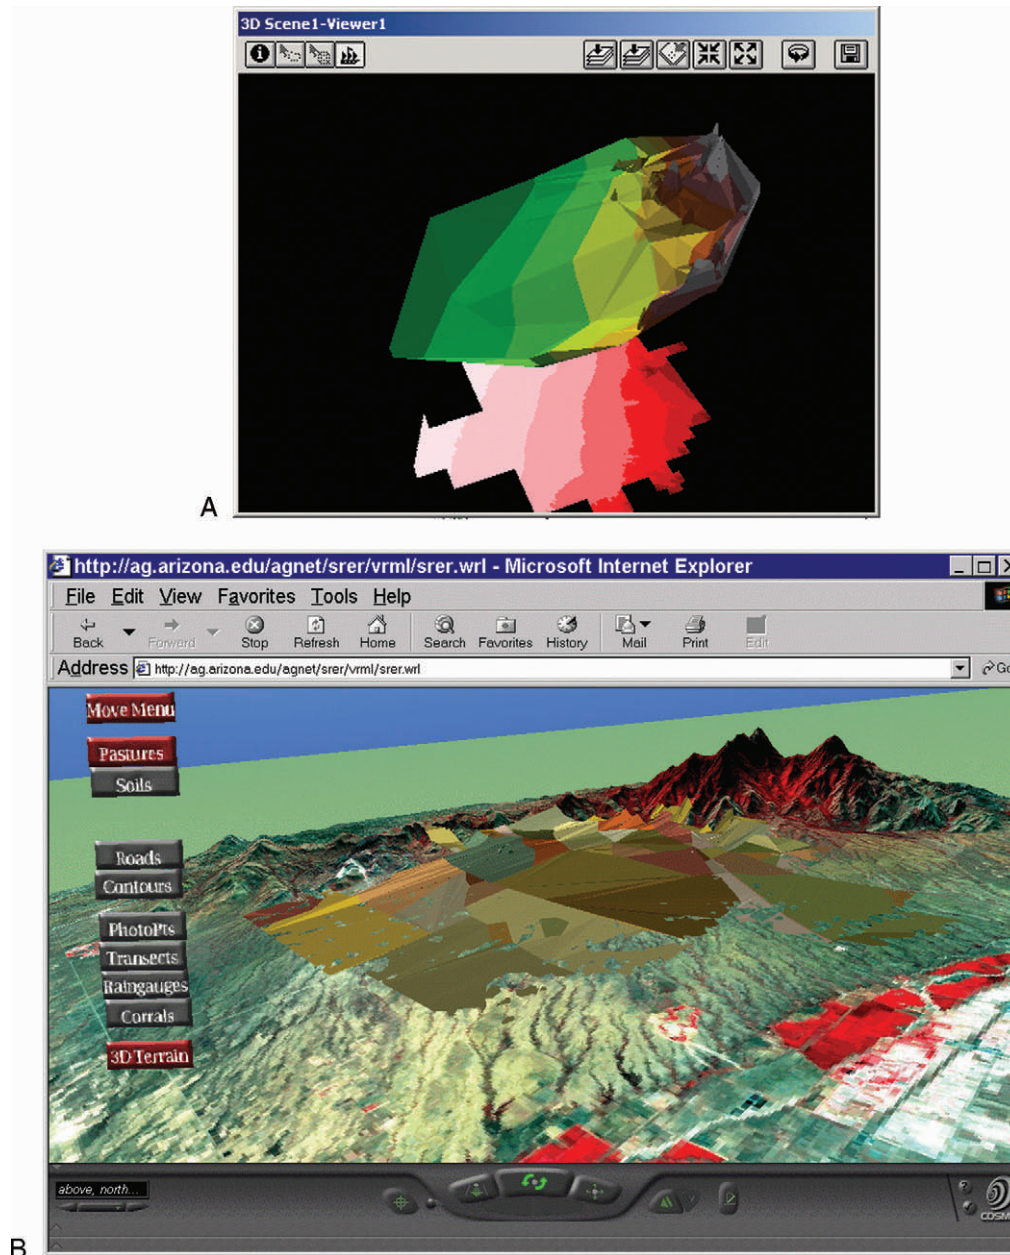 3D Scene1-Viewer1
A
http://ag.arizona.edu/agnet/srer/vrml/srer.wrl - Microsoft Internet Explorer
File Edit View Favorites Tools Help
Back Forward Stop Refresh Home Search Favorites History Mail Print Edit
Address http://ag.arizona.edu/agnet/srer/vrml/srer.wrl Go
Move Menu
Pastures
Soils
Roads
Contours
PhotoPts
Transects
Raingauges
Corrals
3D Terrain
above, north...
COSM
B